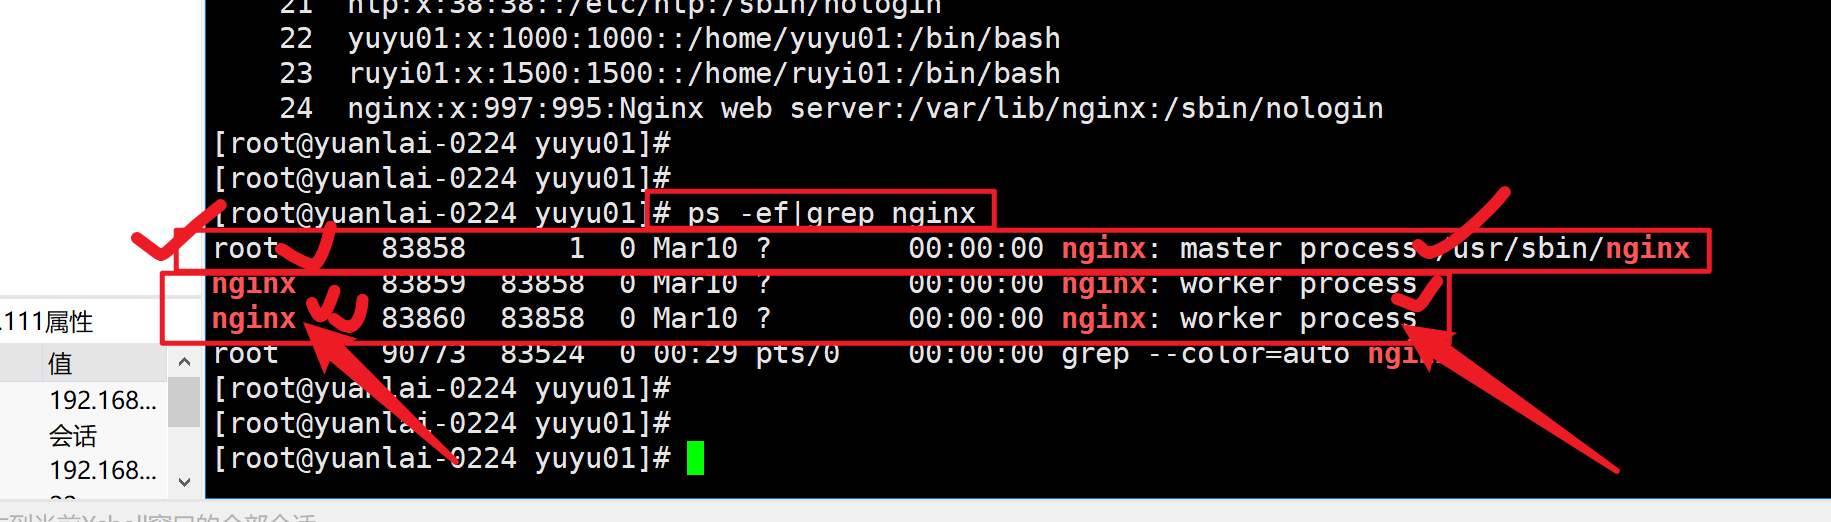 21 ntp:x:38:38::/etc/ntp:/sbin/nologin
22 yuyu01:x:1000:1000::/home/yuyu01:/bin/bash
23 ruyi01:x:1500:1500::/home/ruyi01:/bin/bash
24 nginx:x:997:995:Nginx web server:/var/lib/nginx:/sbin/nologin
[root@yuanlai-0224 yuyu01]#
[root@yuanlai-0224 yuyu01]#
[root@yuanlai-0224 yuyu01]# ps -ef|grep nginx
root 83858 1 0 Mar10 ? 00:00:00 nginx: master process /usr/sbin/nginx
nginx 83859 83858 0 Mar10 ? 00:00:00 nginx: worker process
nginx 83860 83858 0 Mar10 ? 00:00:00 nginx: worker process
root 90773 83524 0 00:29 pts/0 00:00:00 grep --color=auto nginx
[root@yuanlai-0224 yuyu01]#
[root@yuanlai-0224 yuyu01]#
[root@yuanlai-0224 yuyu01]#
.111属性
值
192.168...
会话
192.168...
到当前Xshell窗口的全部会话